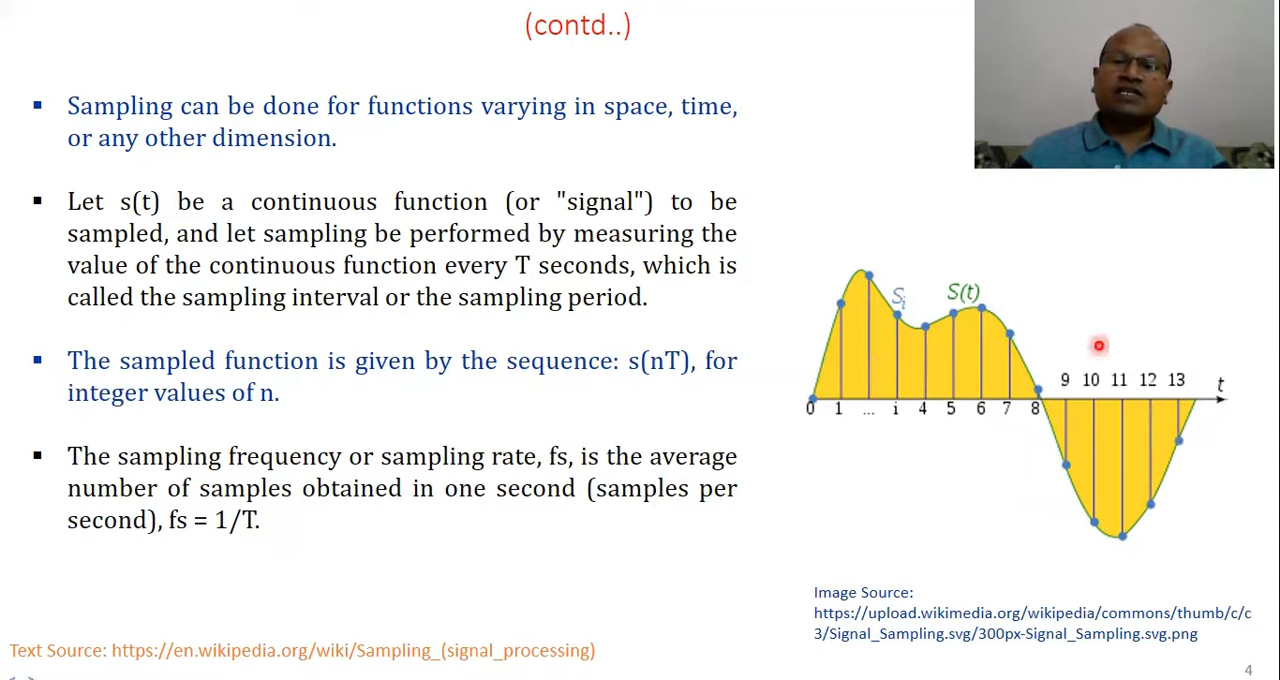 (contd..)
▪ Sampling can be done for functions varying in space, time,
or any other dimension.
▪ Let s(t) be a continuous function (or "signal") to be
sampled, and let sampling be performed by measuring the
value of the continuous function every T seconds, which is
called the sampling interval or the sampling period.
▪ The sampled function is given by the sequence: s(nT), for
integer values of n.
▪ The sampling frequency or sampling rate, fs, is the average
number of samples obtained in one second (samples per
second), fs = 1/T.
Si S(t)
9 10 11 12 13 t
0 1 ... i 4 5 6 7 8
Image Source:
https://upload.wikimedia.org/wikipedia/commons/thumb/c/c
3/Signal_Sampling.svg/300px-Signal_Sampling.svg.png
Text Source: https://en.wikipedia.org/wiki/Sampling_(signal_processing)
4